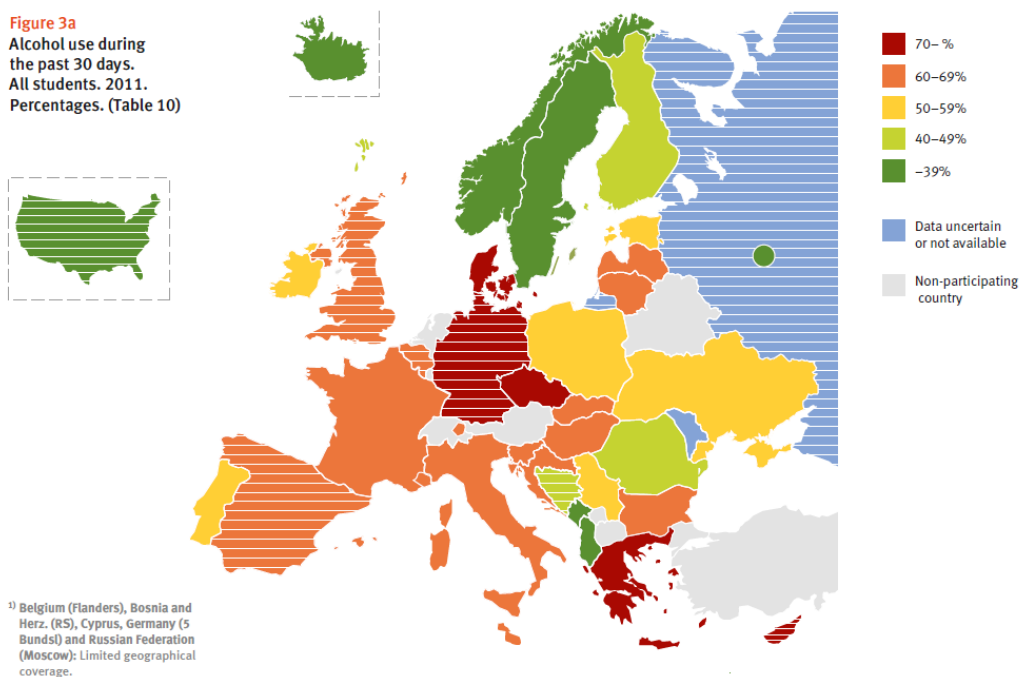 Figure 3a
Alcohol use during
the past 30 days.
All students. 2011.
Percentages. (Table 10)
70– %
60–69%
50–59%
40–49%
–39%
Data uncertain
or not available
Non-participating
country
1) Belgium (Flanders), Bosnia and
Herz. (RS), Cyprus, Germany (5
Bundsl) and Russian Federation
(Moscow): Limited geographical
coverage.